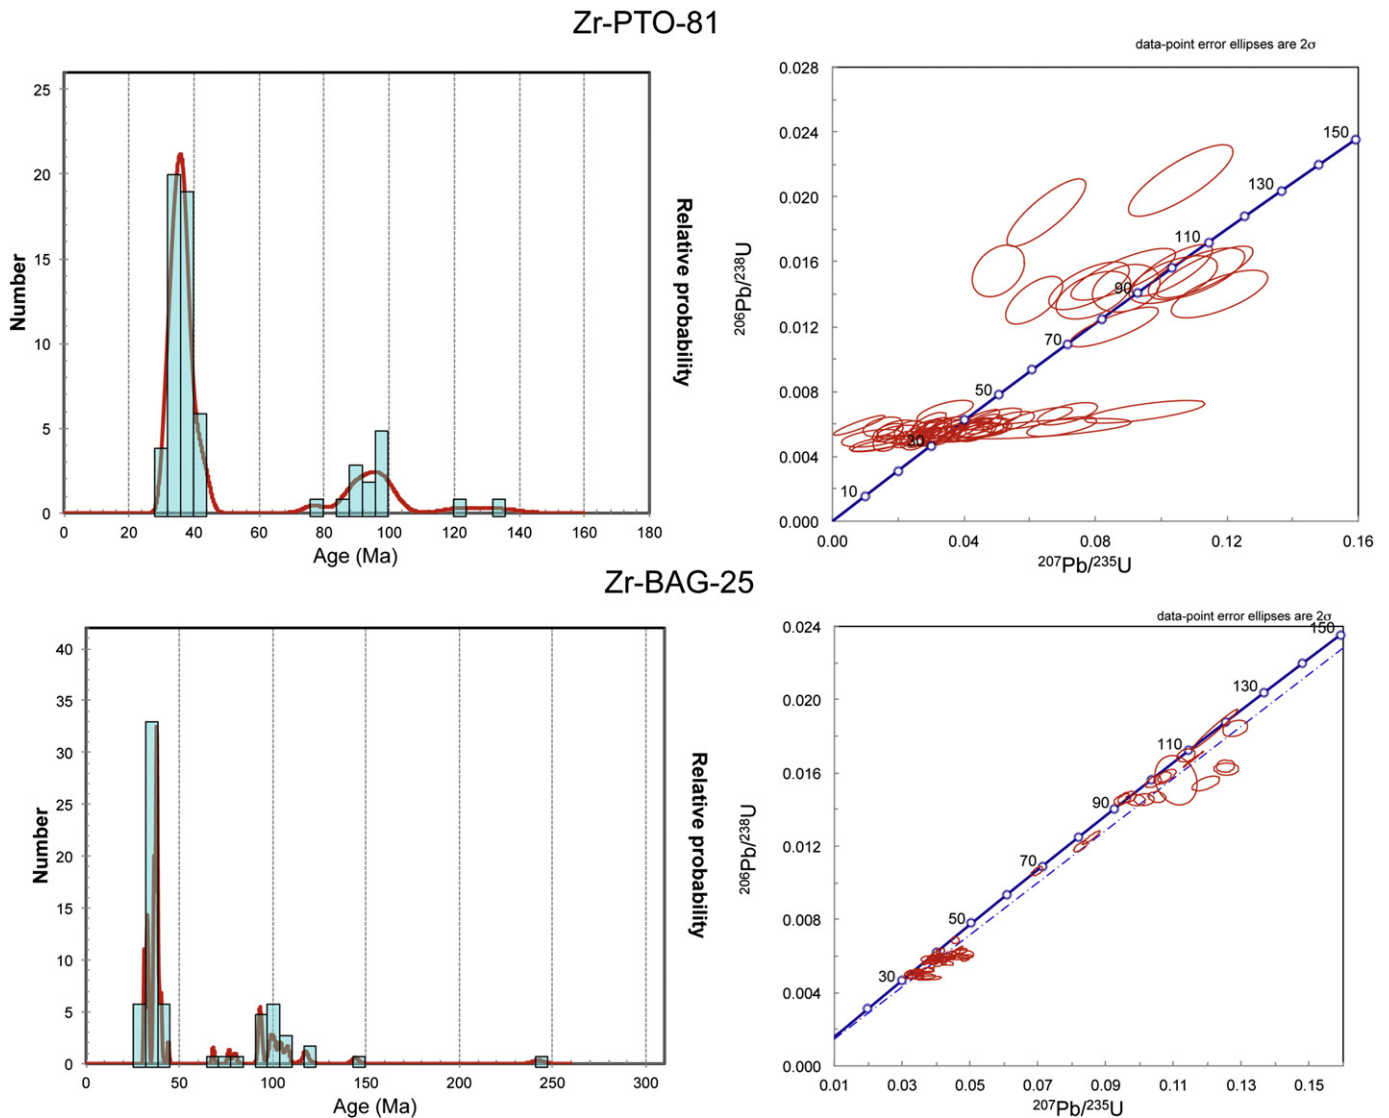 Zr-PTO-81
data-point error ellipses are 2σ
Number
25
20
15
10
5
0
0 20 40 60 80 100 120 140 160 180
Age (Ma)
Relative probability
²⁰⁶Pb/²³⁸U
0.028
0.024
0.020
0.016
0.012
0.008
0.004
0.000
150
130
110
90
70
50
30
10
0.00 0.04 0.08 0.12 0.16
²⁰⁷Pb/²³⁵U
Zr-BAG-25
data-point error ellipses are 2σ
Number
40
35
30
25
20
15
10
5
0
0 50 100 150 200 250 300
Age (Ma)
Relative probability
²⁰⁶Pb/²³⁸U
0.024
0.020
0.016
0.012
0.008
0.004
0.000
150
130
110
90
70
50
30
0.01 0.03 0.05 0.07 0.09 0.11 0.13 0.15
²⁰⁷Pb/²³⁵U